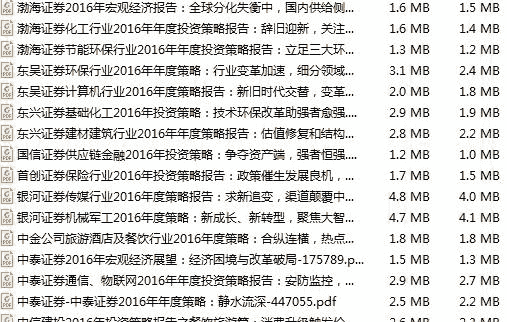 渤海证券2016年宏观经济报告：全球分化失衡中，国内供给侧... 1.6 MB 1.5 MB
渤海证券化工行业2016年年度投资策略报告：辞旧迎新，关注... 1.6 MB 1.4 MB
渤海证券节能环保行业2016年年度投资策略报告：立足三大环... 1.3 MB 1.2 MB
东吴证券环保行业2016年年度策略：行业变革加速，细分领域... 3.1 MB 2.4 MB
东吴证券计算机行业2016年年度策略：新旧时代交替，变革... 2.0 MB 1.8 MB
东兴证券基础化工2016年投资策略：技术环保改革助强者愈强... 2.9 MB 1.9 MB
东兴证券建材建筑行业2016年年度策略：估值修复和结构... 2.8 MB 2.2 MB
国信证券供应链金融2016年投资策略：争夺资产端，强者恒强... 1.2 MB 1.0 MB
首创证券保险行业2016年投资策略：政策催生发展良机，... 1.7 MB 1.5 MB
银河证券传媒行业2016年度策略报告：求新追变，渠道颠覆中... 4.8 MB 4.0 MB
银河证券机械军工2016年度策略：新成长、新转型，聚焦大智... 4.7 MB 4.1 MB
中金公司旅游酒店及餐饮行业2016年度策略：合纵连横，热点... 1.8 MB 1.8 MB
中泰证券2016年宏观经济展望：经济困境与改革破局-175789.p... 1.5 MB 1.3 MB
中泰证券通信、物联网2016年年度投资策略报告：安防监控，... 2.9 MB 2.7 MB
中泰证券-中泰证券2016年年度策略：静水流深-447055.pdf 2.5 MB 2.2 MB